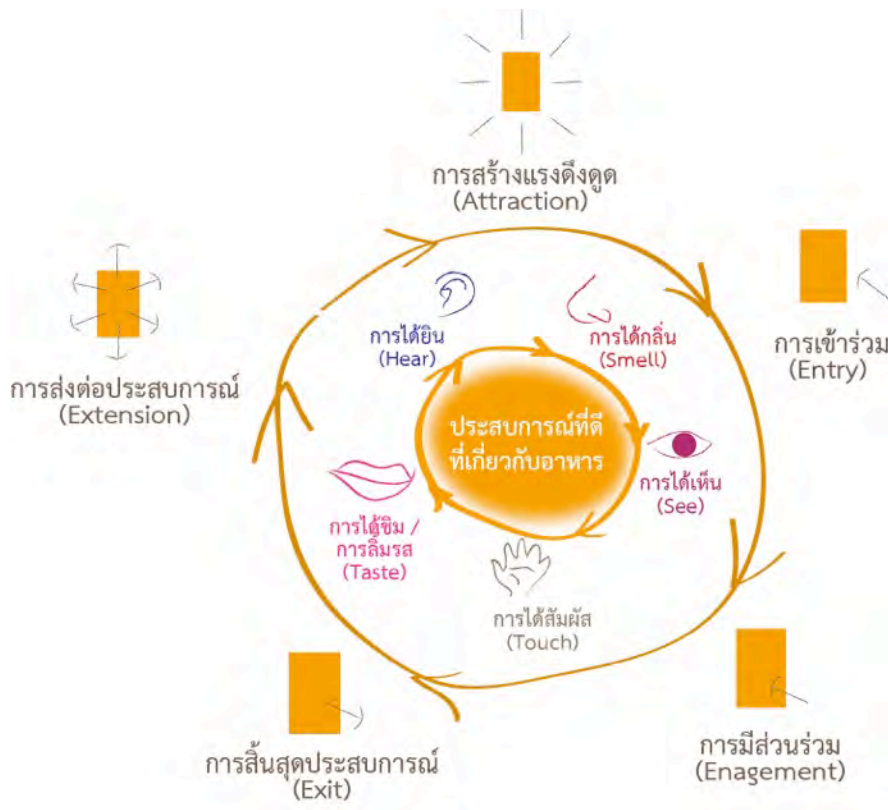 การสร้างแรงดึงดูด
(Attraction)
การเข้าร่วม
(Entry)
การมีส่วนร่วม
(Enagement)
การสิ้นสุดประสบการณ์
(Exit)
การส่งต่อประสบการณ์
(Extension)
การได้ยิน
(Hear)
การได้กลิ่น
(Smell)
การได้เห็น
(See)
การได้สัมผัส
(Touch)
การได้ชิม /
การลิ้มรส
(Taste)
ประสบการณ์ที่ดี
ที่เกี่ยวกับอาหาร